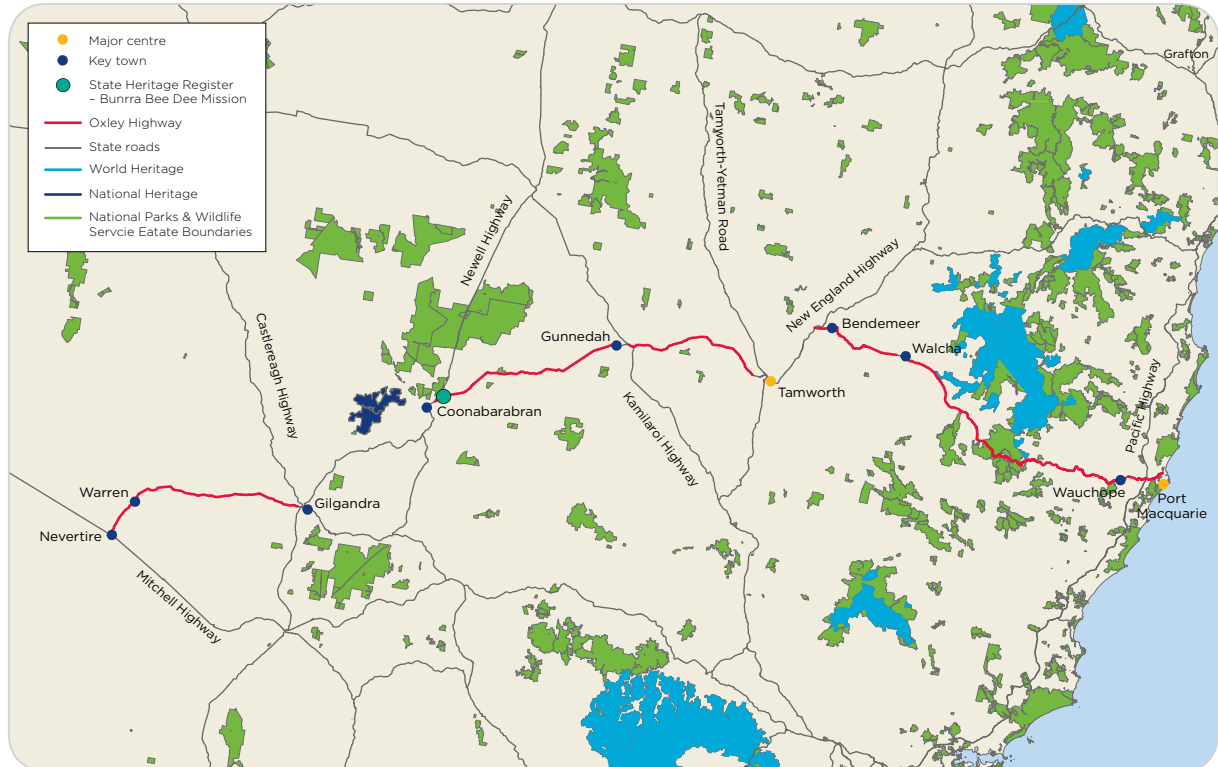 Major centre
Key town
State Heritage Register
– Bunrra Bee Dee Mission
Oxley Highway
State roads
World Heritage
National Heritage
National Parks & Wildlife
Servcie Eatate Boundaries
Grafton
Tamworth-Yetman Road
Newell Highway
New England Highway
Castlereagh Highway
Bendemeer
Gunnedah
Walcha
Tamworth
Pacific Highway
Coonabarabran
Kamilaroi Highway
Warren
Gilgandra
Wauchope
Port
Macquarie
Nevertire
Mitchell Highway